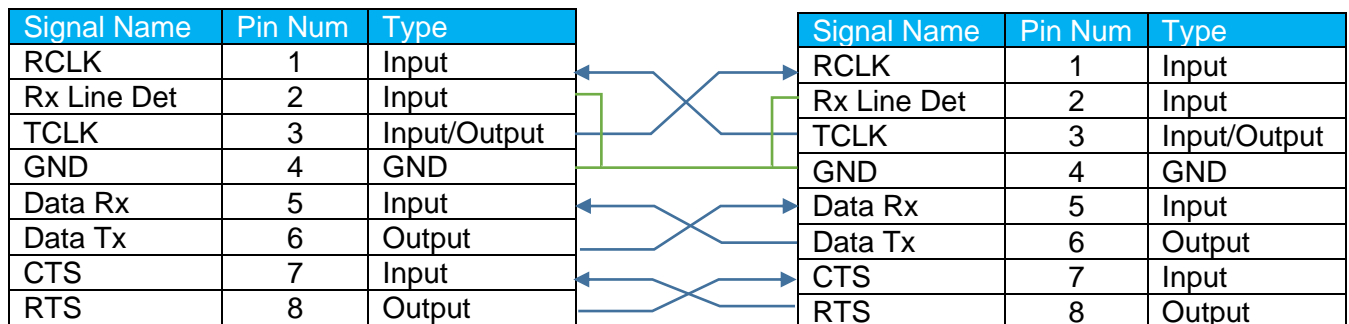 Signal Name Pin Num Type
RCLK 1 Input
Rx Line Det 2 Input
TCLK 3 Input/Output
GND 4 GND
Data Rx 5 Input
Data Tx 6 Output
CTS 7 Input
RTS 8 Output
Signal Name Pin Num Type
RCLK 1 Input
Rx Line Det 2 Input
TCLK 3 Input/Output
GND 4 GND
Data Rx 5 Input
Data Tx 6 Output
CTS 7 Input
RTS 8 Output